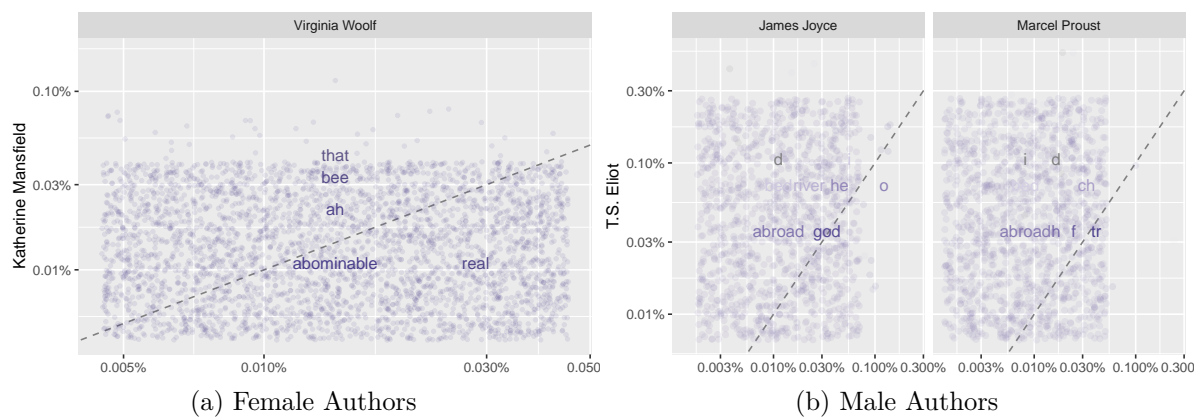 Virginia Woolf
James Joyce
Marcel Proust
Katherine Mansfield
0.10%
0.03%
0.01%
that
bee
ah
abominable
real
0.005%
0.010%
0.030%
0.050
T.S. Eliot
0.30%
0.10%
0.03%
0.01%
d
i
river
he
o
abroad
god
i
d
ch
abroad
h
f
tr
0.003%
0.010%
0.030%
0.100%
0.300
0.003%
0.010%
0.030%
0.100%
0.300
(a) Female Authors
(b) Male Authors